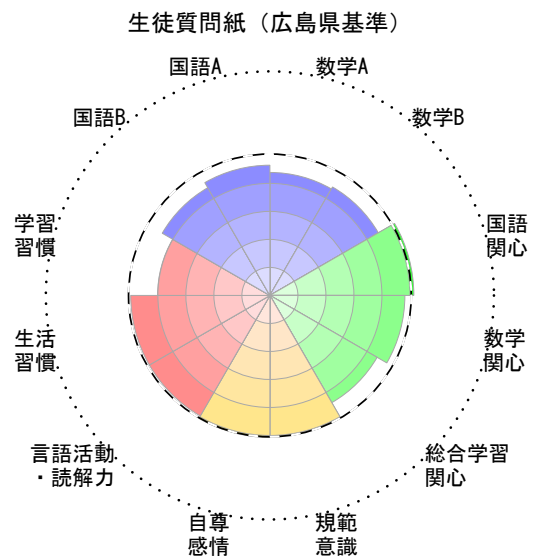 生徒質問紙（広島県基準）
国語A
数学A
国語B
数学B
学習
習慣
国語
関心
生活
習慣
数学
関心
言語活動
・読解力
総合学習
関心
自尊
感情
規範
意識